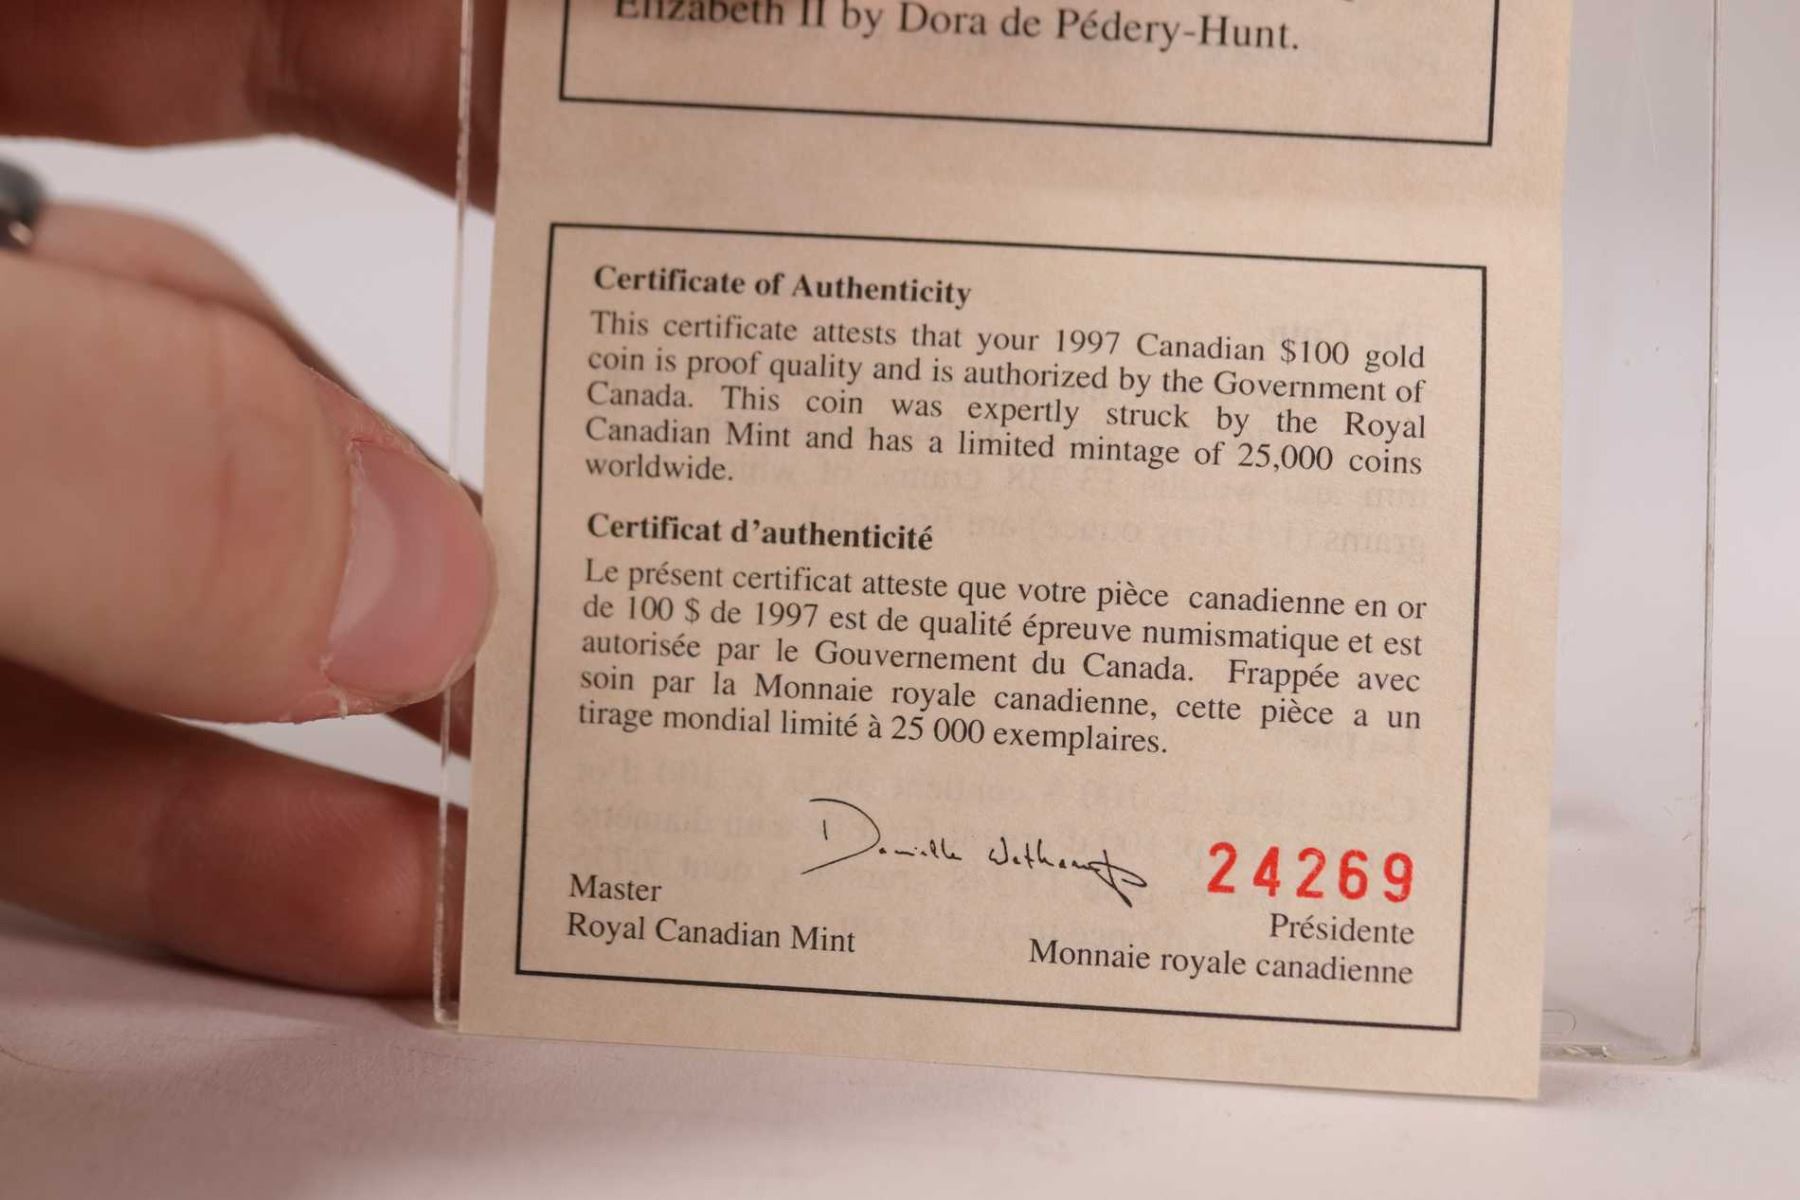 Elizabeth II by Dora de Pédery-Hunt.
Certificate of Authenticity
This certificate attests that your 1997 Canadian $100 gold
coin is proof quality and is authorized by the Government of
Canada. This coin was expertly struck by the Royal
Canadian Mint and has a limited mintage of 25,000 coins
worldwide.
Certificat d'authenticité
Le présent certificat atteste que votre pièce canadienne en or
de 100 $ de 1997 est de qualité épreuve numismatique et est
autorisée par le Gouvernement du Canada. Frappée avec
soin par la Monnaie royale canadienne, cette pièce a un
tirage mondial limité à 25 000 exemplaires.
24269
Master
Royal Canadian Mint
Présidente
Monnaie royale canadienne